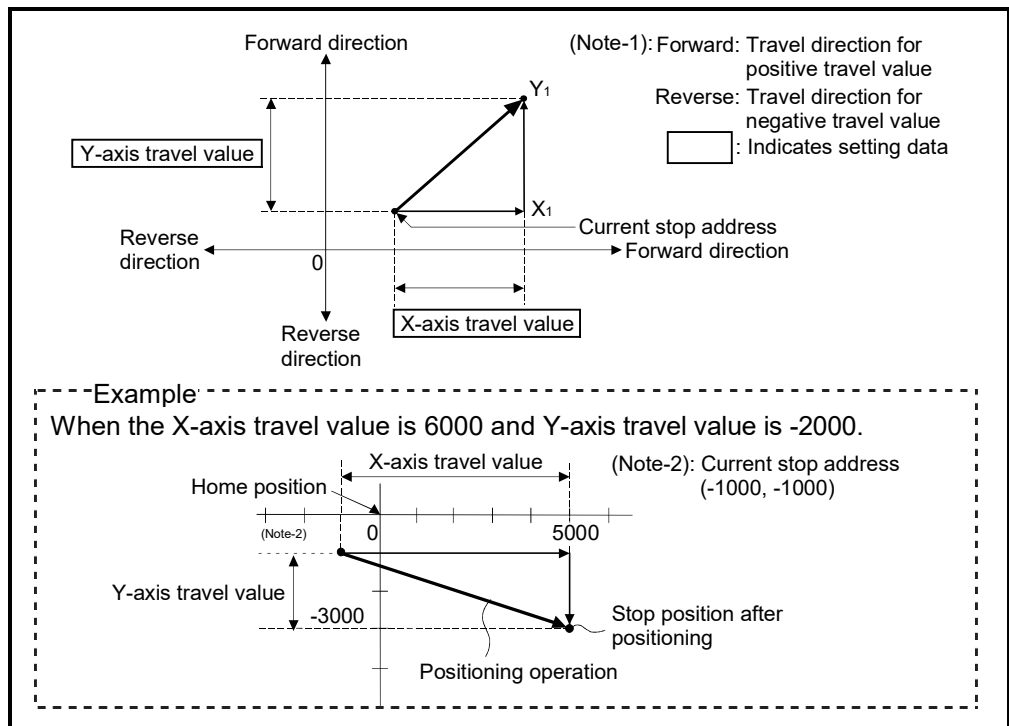 Forward direction
(Note-1): Forward: Travel direction for
positive travel value
Reverse: Travel direction for
negative travel value
: Indicates setting data
Y1
Y-axis travel value
X1
Current stop address
Reverse
direction
0
Forward direction
X-axis travel value
Reverse
direction
Example
When the X-axis travel value is 6000 and Y-axis travel value is -2000.
X-axis travel value
(Note-2): Current stop address
(-1000, -1000)
Home position
(Note-2)
0
5000
Y-axis travel value
-3000
Stop position after
positioning
Positioning operation